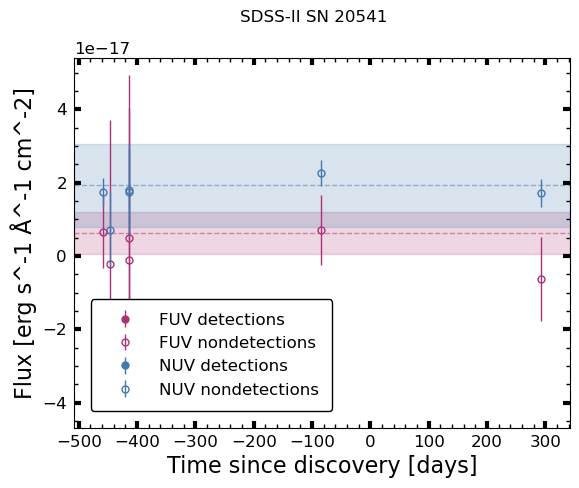 SDSS-II SN 20541
1e−17
Flux [erg s^-1 Å^-1 cm^-2]
4
2
0
−2
−4
FUV detections
FUV nondetections
NUV detections
NUV nondetections
−500 −400 −300 −200 −100 0 100 200 300
Time since discovery [days]